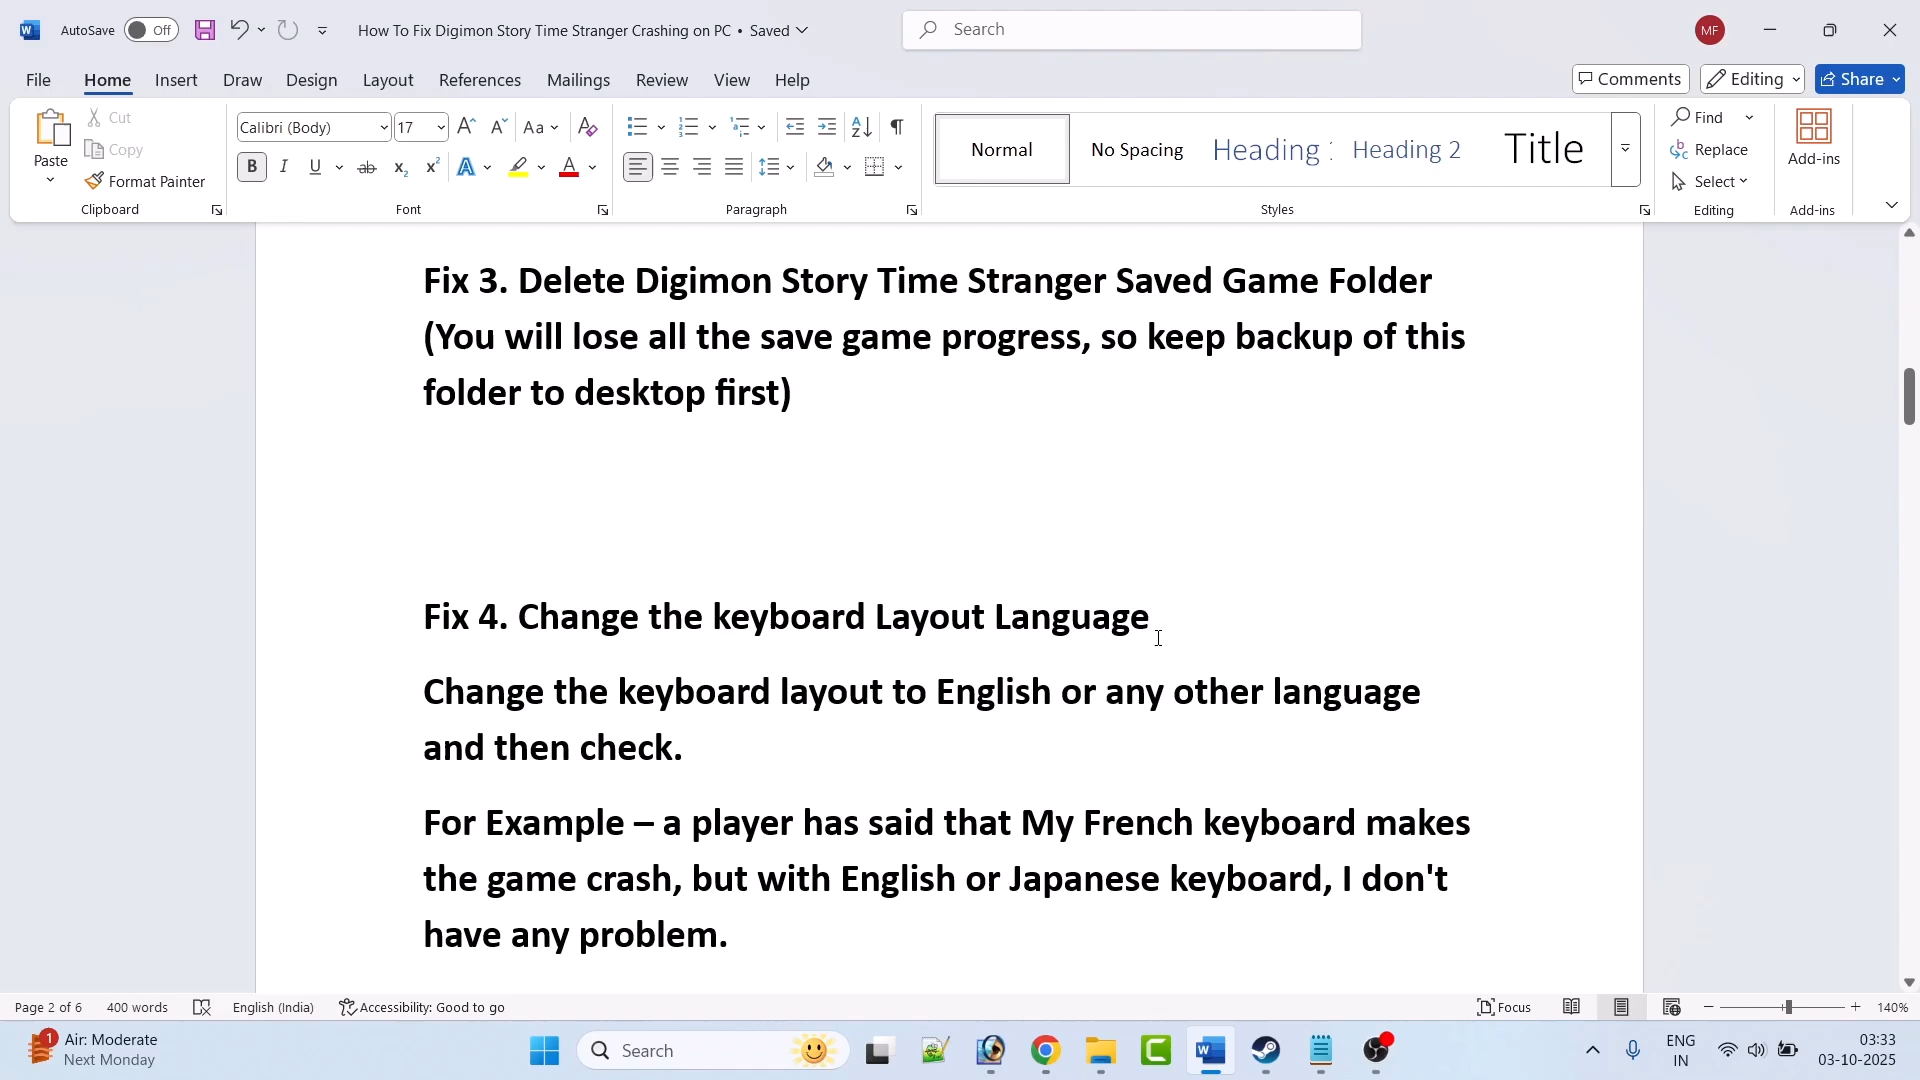 AutoSave Off How To Fix Digimon Story Time Stranger Crashing on PC • Saved Search MF
File Home Insert Draw Design Layout References Mailings Review View Help Comments Editing Share
Paste Cut Copy Format Painter Clipboard
Calibri (Body) 17 Font
Paragraph
Normal No Spacing Heading 1 Heading 2 Title Styles
Find Replace Select Editing
Add-ins Add-ins
Fix 3. Delete Digimon Story Time Stranger Saved Game Folder
(You will lose all the save game progress, so keep backup of this
folder to desktop first)
Fix 4. Change the keyboard Layout Language
Change the keyboard layout to English or any other language
and then check.
For Example – a player has said that My French keyboard makes
the game crash, but with English or Japanese keyboard, I don't
have any problem.
Page 2 of 6 400 words English (India) Accessibility: Good to go Focus 140%
1 Air: Moderate
Next Monday
Search
ENG
IN
03:33
03-10-2025